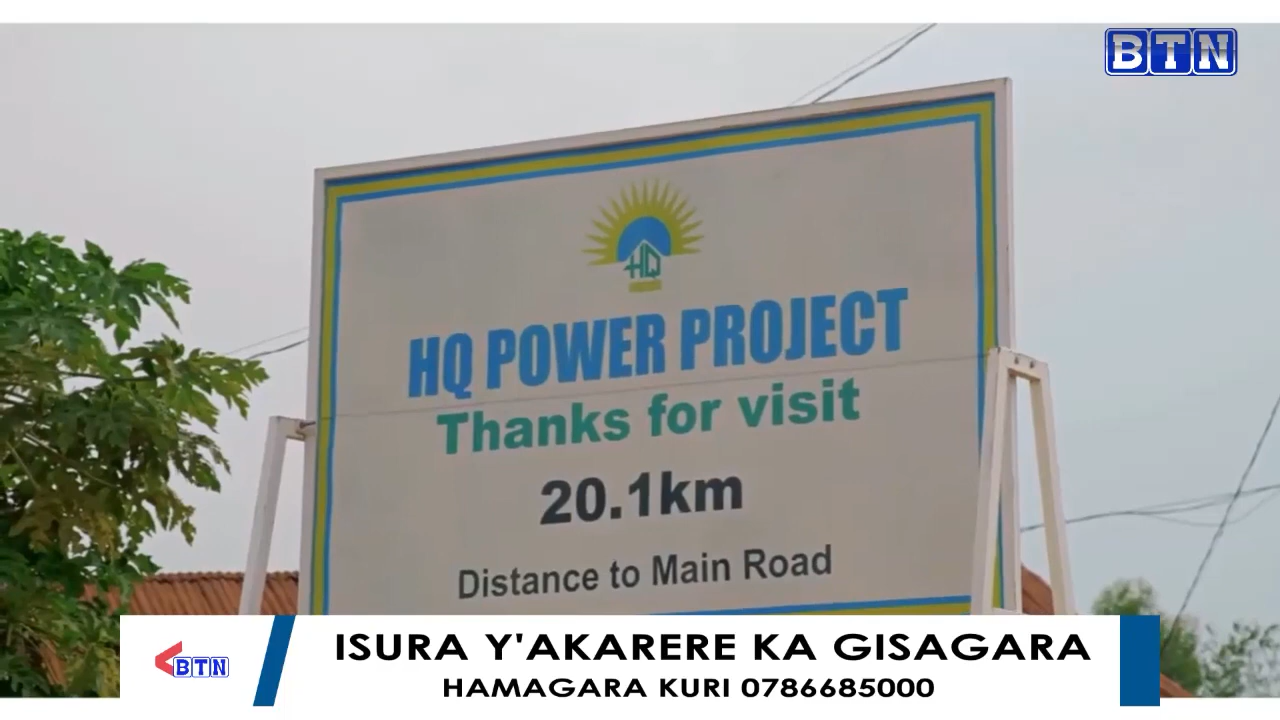 BTN
HQ
HQ POWER PROJECT
Thanks for visit
20.1km
Distance to Main Road
BTN
ISURA Y'AKARERE KA GISAGARA
HAMAGARA KURI 0786685000